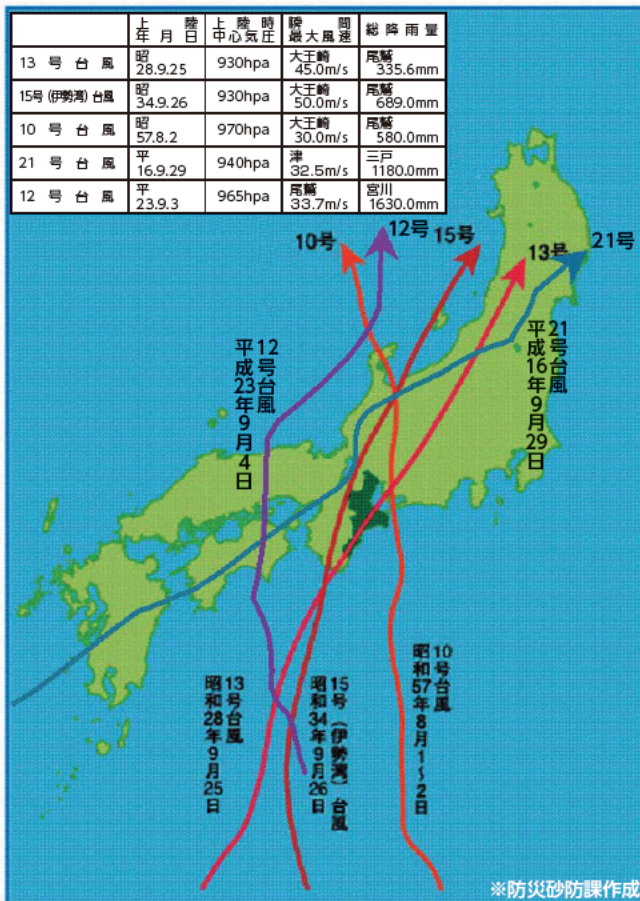 上陸年月日 上陸時中心気圧 瞬間最大風速 総降雨量
13号台風 昭28.9.25 930hpa 大王崎45.0m/s 尾鷲335.6mm
15号(伊勢湾)台風 昭34.9.26 930hpa 大王崎50.0m/s 尾鷲689.0mm
10号台風 昭57.8.2 970hpa 大王崎30.0m/s 尾鷲580.0mm
21号台風 平16.9.29 940hpa 津32.5m/s 三戸1180.0mm
12号台風 平23.9.3 965hpa 尾鷲33.7m/s 宮川1630.0mm
10号
12号
15号
13号
21号
12号台風
平成23年9月4日
21号台風
平成16年9月29日
13号台風
昭和28年9月25日
15号(伊勢湾)台風
昭和34年9月26日
10号台風
昭和57年8月1～2日
※防災砂防課作成